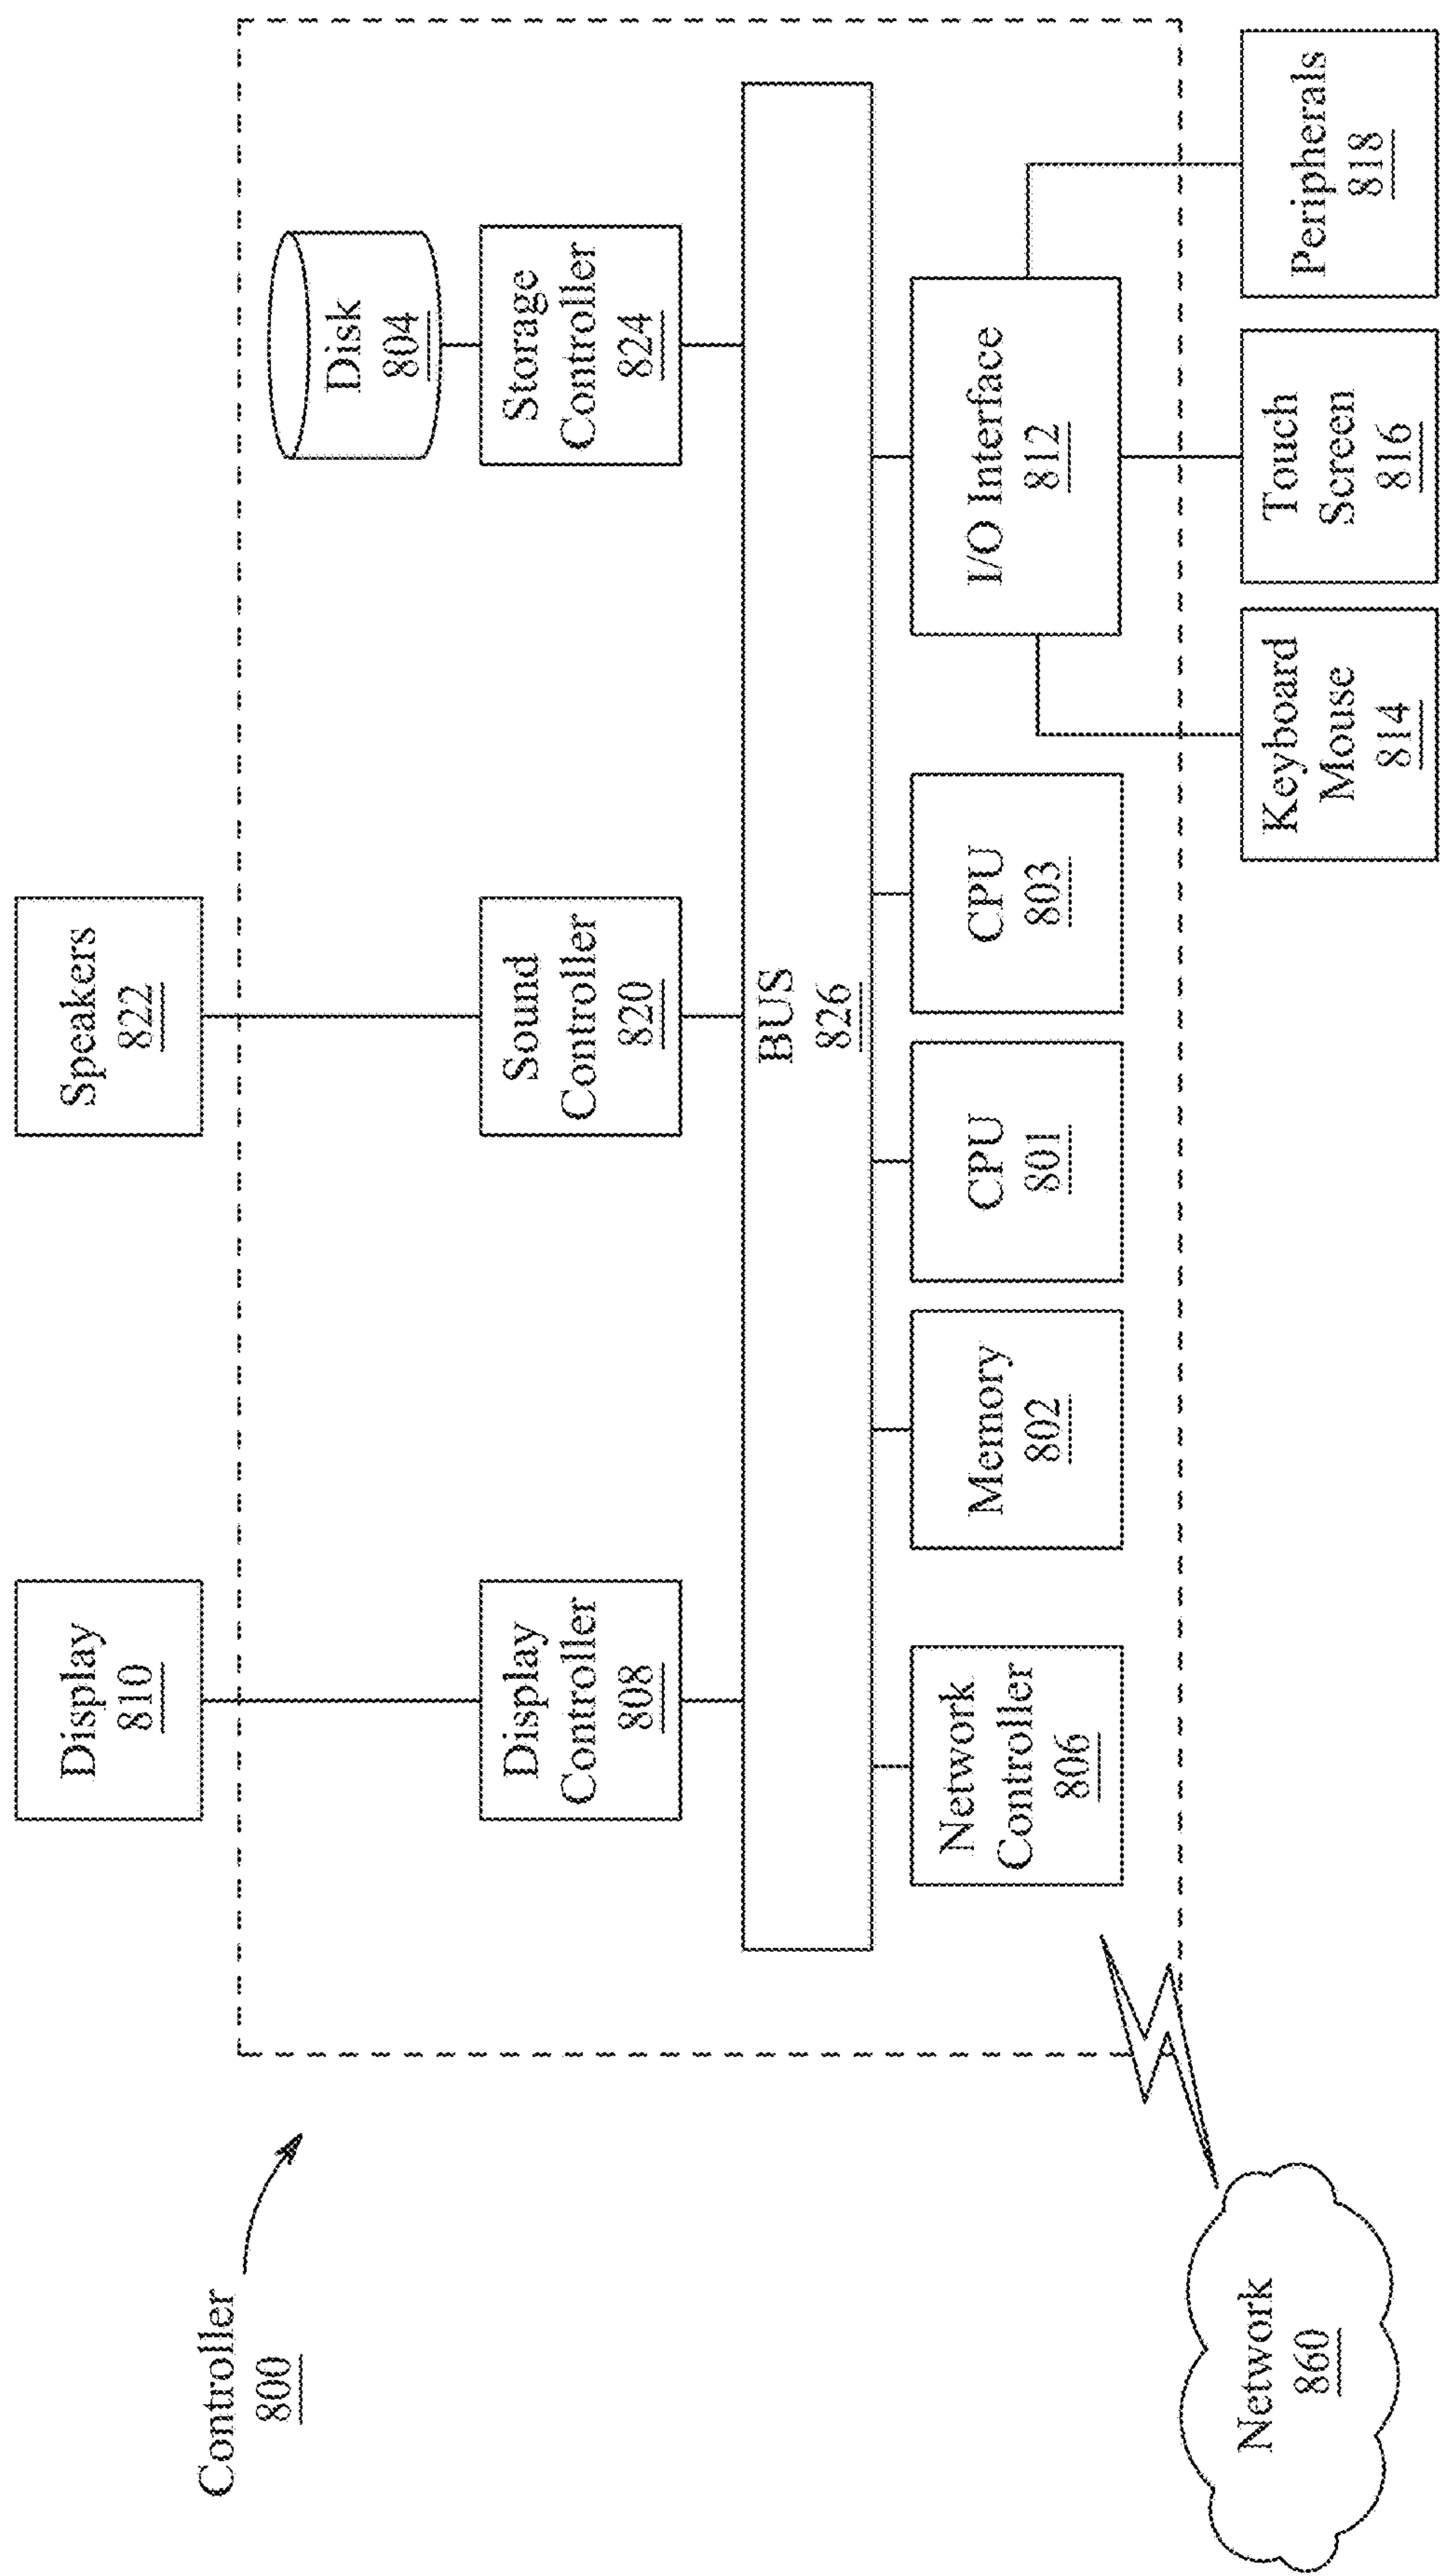 Controller
800
Display
810
Speakers
822
Disk
804
Display
Controller
808
Sound
Controller
820
Storage
Controller
824
BUS
826
Network
Controller
806
Memory
802
CPU
801
CPU
803
I/O Interface
812
Network
860
Keyboard
Mouse
814
Touch
Screen
816
Peripherals
818